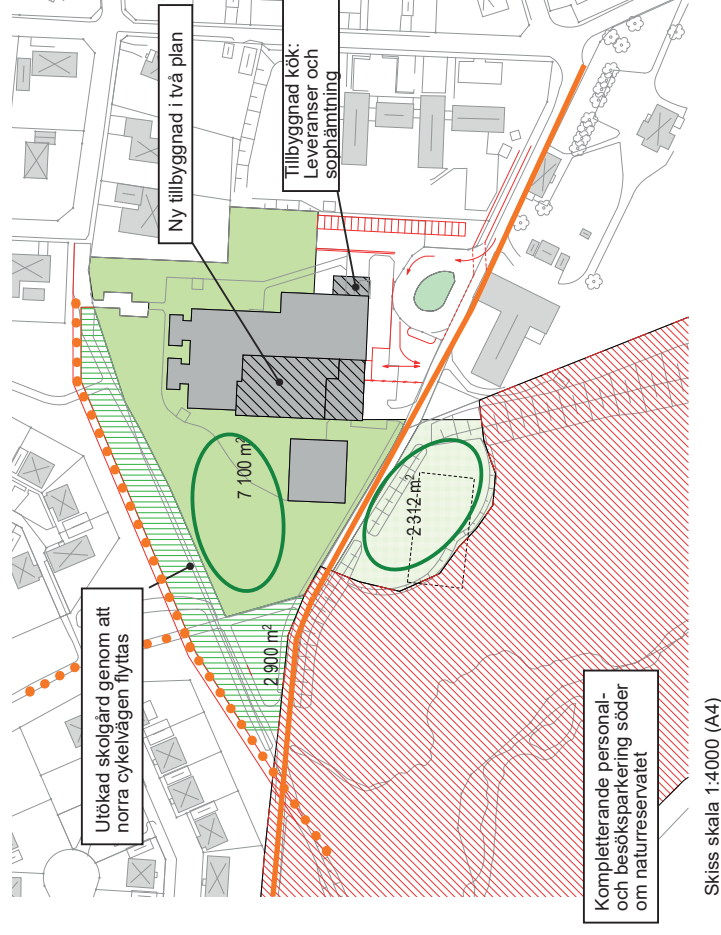 Utökad skolgård genom att
norra cykelvägen flyttas
Ny tillbyggnad i två plan
Tillbyggnad kök:
Leveranser och
sophämtning
7 100 m²
2 900 m²
2 312 m²
Kompletterande personal-
och besöksparkering söder
om naturreservatet
Skiss skala 1:4000 (A4)